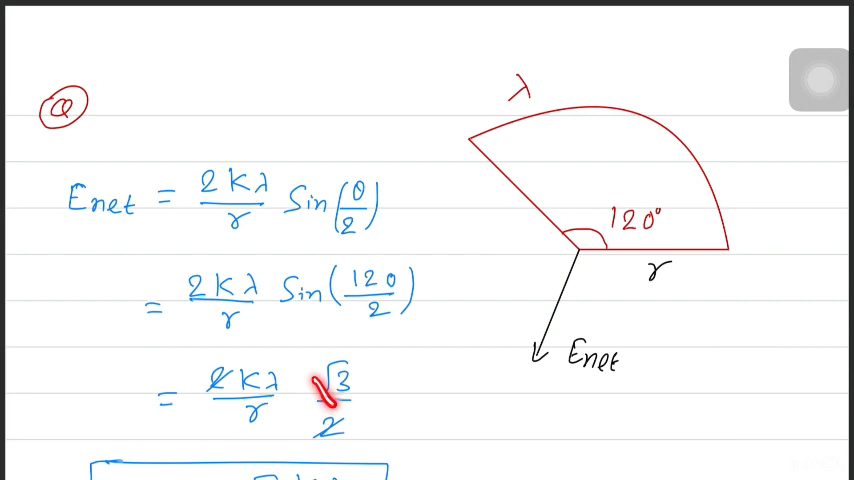 Q
λ
Enet = 2Kλ/r Sin(θ/2)
120°
r
= 2Kλ/r Sin(120/2)
Enet
= 2Kλ/r √3/2